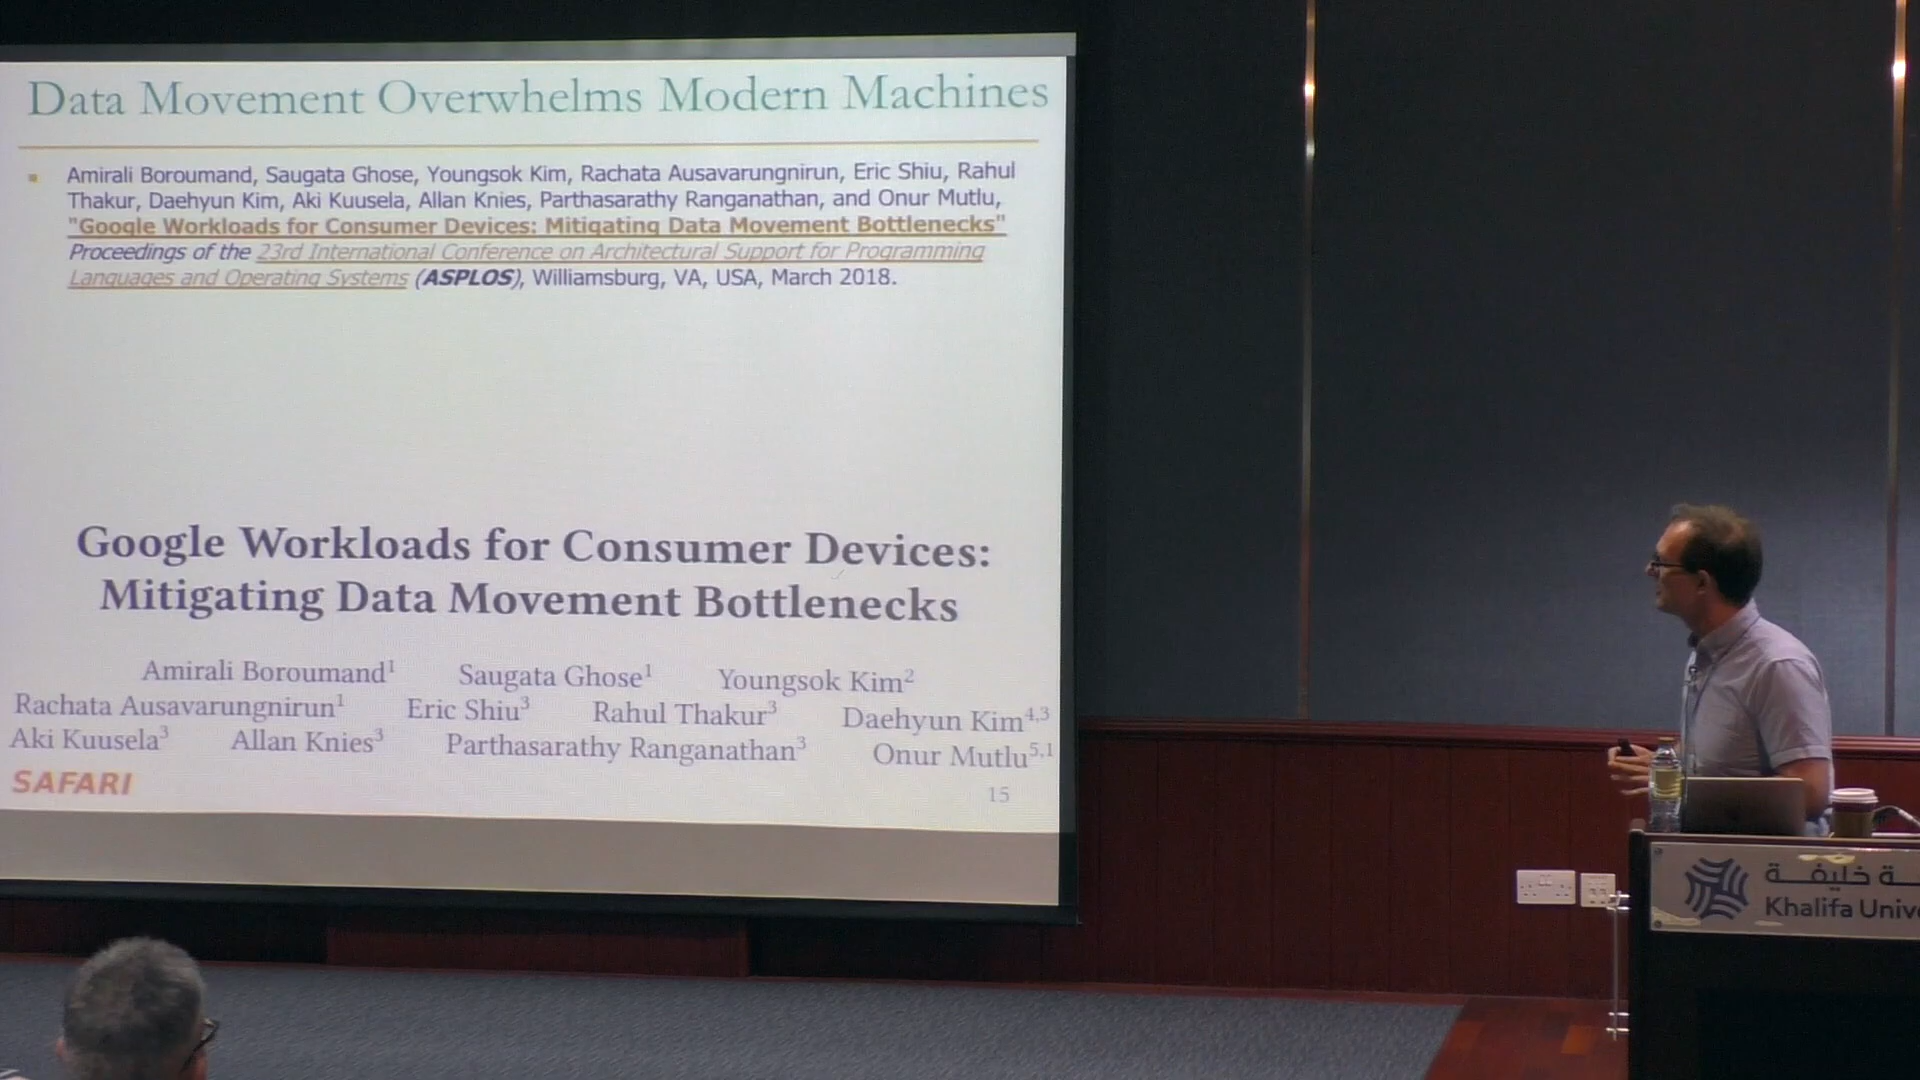 Data Movement Overwhelms Modern Machines
Amirali Boroumand, Saugata Ghose, Youngsok Kim, Rachata Ausavarungnirun, Eric Shiu, Rahul
Thakur, Daehyun Kim, Aki Kuusela, Allan Knies, Parthasarathy Ranganathan, and Onur Mutlu,
"Google Workloads for Consumer Devices: Mitigating Data Movement Bottlenecks"
Proceedings of the 23rd International Conference on Architectural Support for Programming
Languages and Operating Systems (ASPLOS), Williamsburg, VA, USA, March 2018.
Google Workloads for Consumer Devices:
Mitigating Data Movement Bottlenecks
Amirali Boroumand¹ Saugata Ghose¹ Youngsok Kim²
Rachata Ausavarungnirun¹ Eric Shiu³ Rahul Thakur³ Daehyun Kim⁴,³
Aki Kuusela³ Allan Knies³ Parthasarathy Ranganathan³ Onur Mutlu⁵,¹
SAFARI
15
ـة خليفة
Khalifa Unive